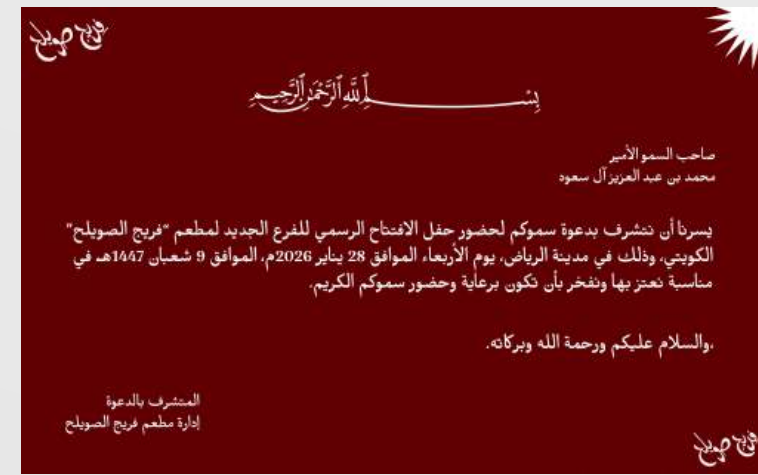 فريج صويلح
بسم الله الرحمن الرحيم
صاحب السمو الأمير
محمد بن عبد العزيز آل سعود
يسرنا أن نتشرف بدعوة سموكم لحضور حفل الافتتاح الرسمي للفرع الجديد لمطعم "فريج الصويلح"
الكويتي، وذلك في مدينة الرياض، يوم الأربعاء الموافق 28 يناير 2026م، الموافق 9 شعبان 1447هـ في
مناسبة نعتز بها ونفخر بأن تكون برعاية وحضور سموكم الكريم.
،والسلام عليكم ورحمة الله وبركاته.
المتشرف بالدعوة
إدارة مطعم فريج الصويلح
فريج صويلح